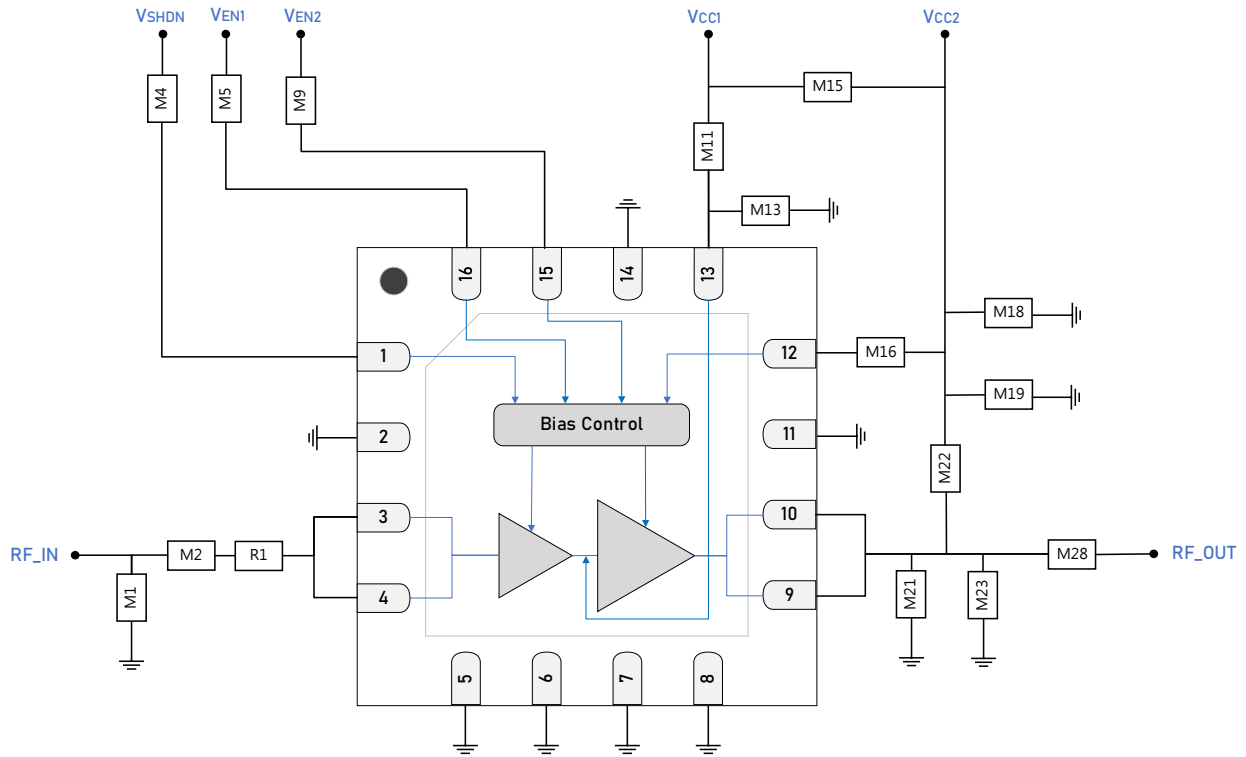 VSHDN VEN1 VEN2 VCC1 VCC2
M4 M5 M9 M15
M11
M13
16 15 14 13
M18
1 12 M16
M19
Bias Control
2 11
M22
3 10
RF_IN M2 R1 M28 RF_OUT
M1 4 9 M21 M23
5 6 7 8